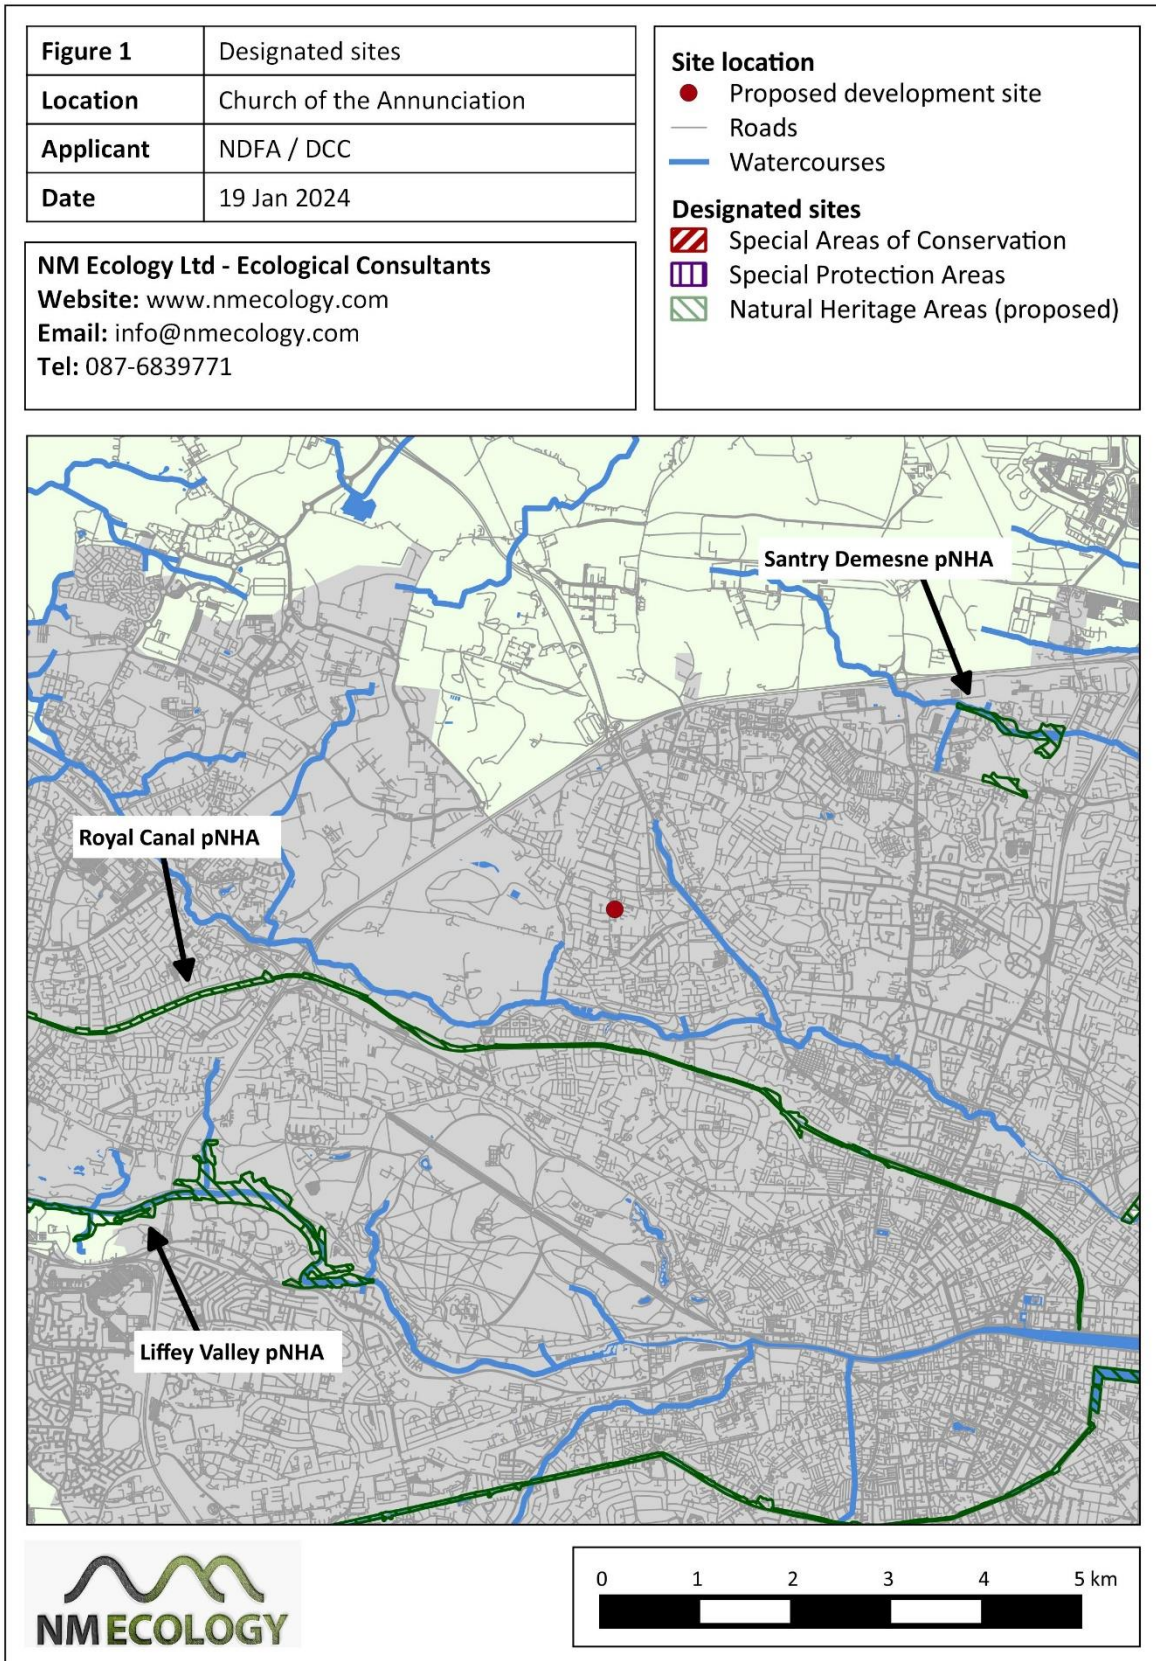 Figure 1 Designated sites
Location Church of the Annunciation
Applicant NDFA / DCC
Date 19 Jan 2024
NM Ecology Ltd - Ecological Consultants
Website: www.nmecology.com
Email: info@nmecology.com
Tel: 087-6839771
Site location
Proposed development site
Roads
Watercourses
Designated sites
Special Areas of Conservation
Special Protection Areas
Natural Heritage Areas (proposed)
Santry Demesne pNHA
Royal Canal pNHA
Liffey Valley pNHA
NM ECOLOGY
0 1 2 3 4 5 km